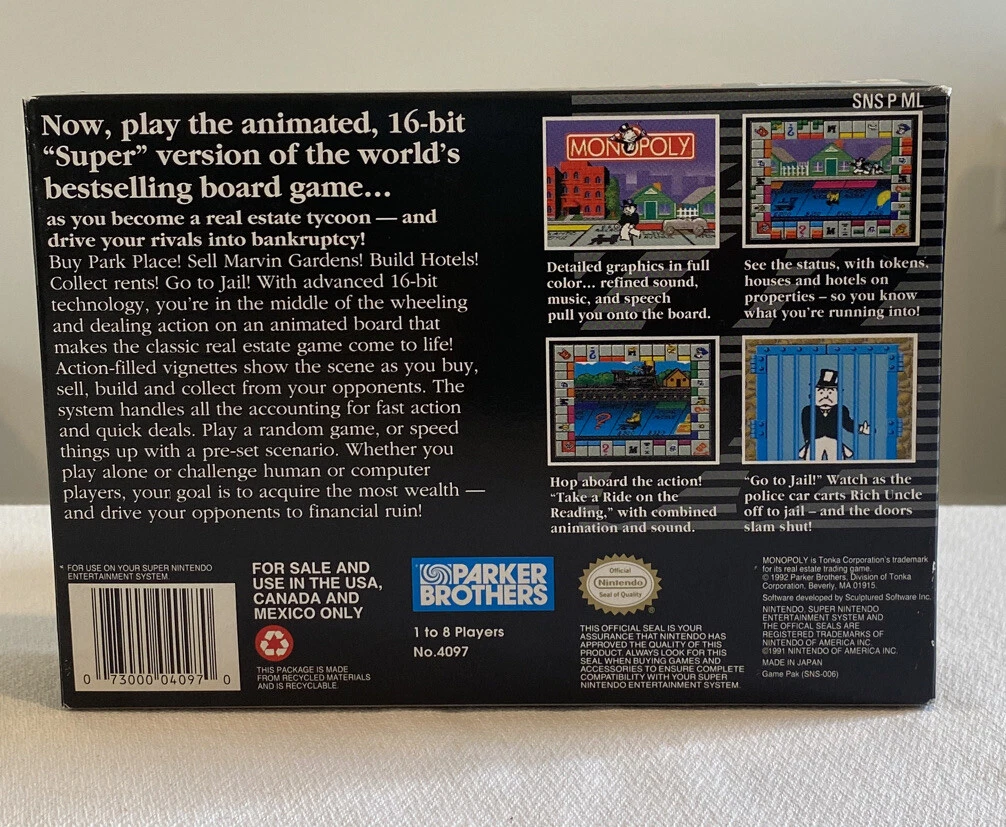 SNS P ML
Now, play the animated, 16-bit
“Super” version of the world’s
bestselling board game...
as you become a real estate tycoon — and
drive your rivals into bankruptcy!
Buy Park Place! Sell Marvin Gardens! Build Hotels!
Collect rents! Go to Jail! With advanced 16-bit
technology, you’re in the middle of the wheeling
and dealing action on an animated board that
makes the classic real estate game come to life!
Action-filled vignettes show the scene as you buy,
sell, build and collect from your opponents. The
system handles all the accounting for fast action
and quick deals. Play a random game, or speed
things up with a pre-set scenario. Whether you
play alone or challenge human or computer
players, your goal is to acquire the most wealth —
and drive your opponents to financial ruin!
MONOPOLY
Detailed graphics in full
color... refined sound,
music, and speech
pull you onto the board.
See the status, with tokens,
houses and hotels on
properties – so you know
what you’re running into!
Hop aboard the action!
“Take a Ride on the
Reading,” with combined
animation and sound.
“Go to Jail!” Watch as the
police car carts Rich Uncle
off to jail – and the doors
slam shut!
FOR USE ON YOUR SUPER NINTENDO
ENTERTAINMENT SYSTEM
0 73000 04097 0
FOR SALE AND
USE IN THE USA,
CANADA AND
MEXICO ONLY
THIS PACKAGE IS MADE
FROM RECYCLED MATERIALS
AND IS RECYCLABLE.
PARKER
BROTHERS
®
1 to 8 Players
No.4097
Official
Nintendo
Seal of Quality
®
THIS OFFICIAL SEAL IS YOUR
ASSURANCE THAT NINTENDO HAS
APPROVED THE QUALITY OF THIS
PRODUCT. ALWAYS LOOK FOR THIS
SEAL WHEN BUYING GAMES AND
ACCESSORIES TO ENSURE COMPLETE
COMPATIBILITY WITH YOUR SUPER
NINTENDO ENTERTAINMENT SYSTEM.
MONOPOLY is Tonka Corporation’s trademark
for its real estate trading game.
© 1992 Parker Brothers, Division of Tonka
Corporation, Beverly, MA 01915.
Software developed by Sculptured Software Inc.
NINTENDO, SUPER NINTENDO
ENTERTAINMENT SYSTEM AND
THE OFFICAL SEALS ARE
REGISTERED TRADEMARKS OF
NINTENDO OF AMERICA INC.
©1991 NINTENDO OF AMERICA INC.
MADE IN JAPAN
Game Pak (SNS-006)